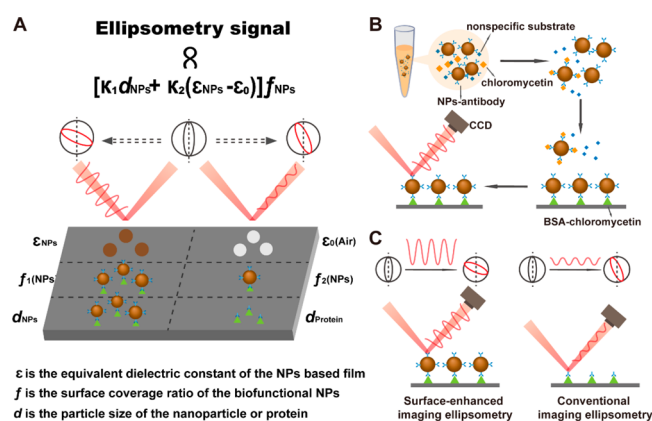 A
Ellipsometry signal
∝
[κ₁dNPs+ κ₂(εNPs -ε₀)]fNPs
εNPs
ε₀(Air)
f₁(NPs
f₂(NPs)
dNPs
dProtein
ε is the equivalent dielectric constant of the NPs based film
f is the surface coverage ratio of the biofunctional NPs
d is the particle size of the nanoparticle or protein
B
nonspecific substrate
chloromycetin
NPs-antibody
CCD
BSA-chloromycetin
C
Surface-enhanced
imaging ellipsometry
Conventional
imaging ellipsometry